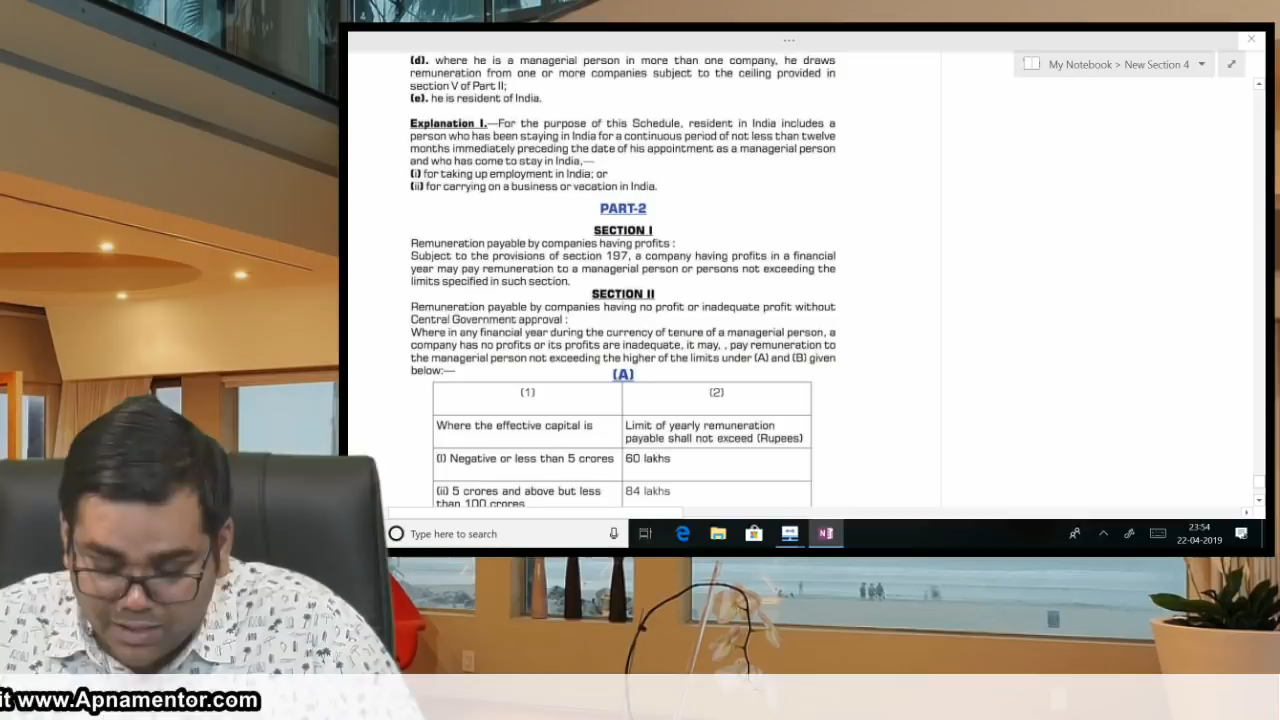 (d). where he is a managerial person in more than one company, he draws
remuneration from one or more companies subject to the ceiling provided in
section V of Part II;
(e). he is resident of India.
Explanation I.—For the purpose of this Schedule, resident in India includes a
person who has been staying in India for a continuous period of not less than twelve
months immediately preceding the date of his appointment as a managerial person
and who has come to stay in India,—
(i) for taking up employment in India; or
(ii) for carrying on a business or vacation in India.
PART-2
SECTION I
Remuneration payable by companies having profits :
Subject to the provisions of section 197, a company having profits in a financial
year may pay remuneration to a managerial person or persons not exceeding the
limits specified in such section.
SECTION II
Remuneration payable by companies having no profit or inadequate profit without
Central Government approval :
Where in any financial year during the currency of tenure of a managerial person, a
company has no profits or its profits are inadequate, it may, , pay remuneration to
the managerial person not exceeding the higher of the limits under (A) and (B) given
below:—
(A)
(1) (2)
Where the effective capital is
Limit of yearly remuneration
payable shall not exceed (Rupees)
(I) Negative or less than 5 crores 60 lakhs
(ii) 5 crores and above but less
than 100 crores
84 lakhs
My Notebook > New Section 4
Type here to search
23:54
22-04-2019
it www.Apnamentor.com